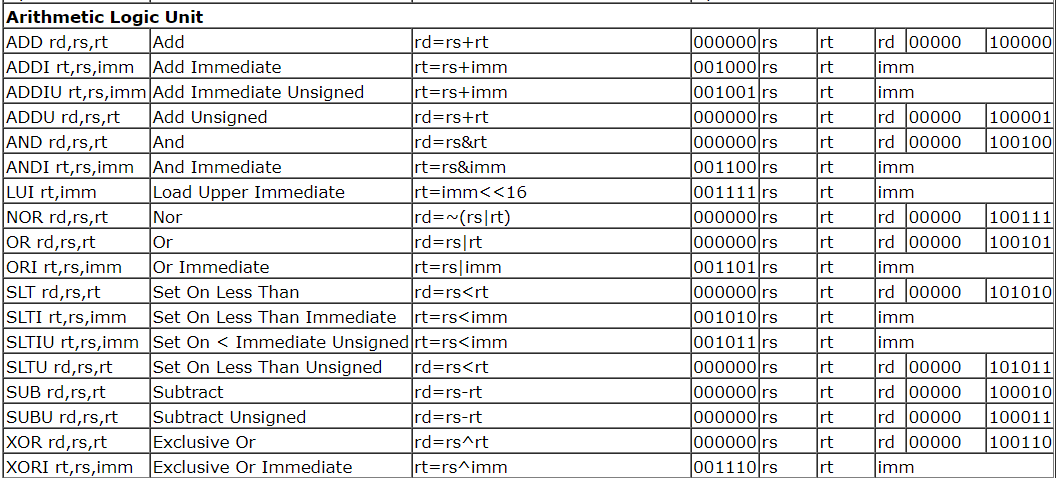 Arithmetic Logic Unit
ADD rd,rs,rt Add rd=rs+rt 000000 rs rt rd 00000 100000
ADDI rt,rs,imm Add Immediate rt=rs+imm 001000 rs rt imm
ADDIU rt,rs,imm Add Immediate Unsigned rt=rs+imm 001001 rs rt imm
ADDU rd,rs,rt Add Unsigned rd=rs+rt 000000 rs rt rd 00000 100001
AND rd,rs,rt And rd=rs&rt 000000 rs rt rd 00000 100100
ANDI rt,rs,imm And Immediate rt=rs&imm 001100 rs rt imm
LUI rt,imm Load Upper Immediate rt=imm<<16 001111 rs rt imm
NOR rd,rs,rt Nor rd=~(rs|rt) 000000 rs rt rd 00000 100111
OR rd,rs,rt Or rd=rs|rt 000000 rs rt rd 00000 100101
ORI rt,rs,imm Or Immediate rt=rs|imm 001101 rs rt imm
SLT rd,rs,rt Set On Less Than rd=rs<rt 000000 rs rt rd 00000 101010
SLTI rt,rs,imm Set On Less Than Immediate rt=rs<imm 001010 rs rt imm
SLTIU rt,rs,imm Set On < Immediate Unsigned rt=rs<imm 001011 rs rt imm
SLTU rd,rs,rt Set On Less Than Unsigned rd=rs<rt 000000 rs rt rd 00000 101011
SUB rd,rs,rt Subtract rd=rs-rt 000000 rs rt rd 00000 100010
SUBU rd,rs,rt Subtract Unsigned rd=rs-rt 000000 rs rt rd 00000 100011
XOR rd,rs,rt Exclusive Or rd=rs^rt 000000 rs rt rd 00000 100110
XORI rt,rs,imm Exclusive Or Immediate rt=rs^imm 001110 rs rt imm